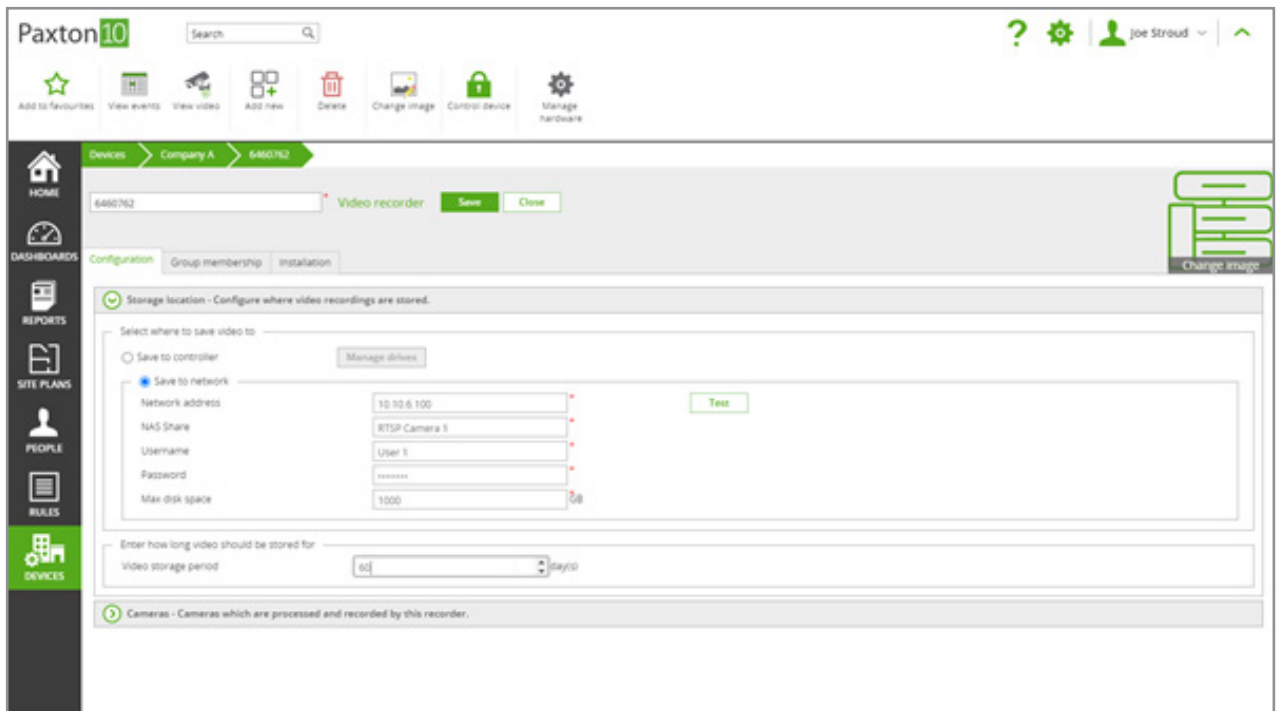 Paxton10
Search
?
Joe Stroud
Add to favourites
View events
View video
Add new
Delete
Change image
Control device
Manage
hardware
Devices
Company A
6460762
HOME
DASHBOARDS
REPORTS
SITE PLANS
PEOPLE
RULES
DEVICES
6460762 * Video recorder Save Close
Change image
Configuration Group membership Installation
Storage location - Configure where video recordings are stored.
Select where to save video to
Save to controller Manage drives
Save to network
Network address 10.10.6.100 * Test
NAS Share RTSP Camera 1 *
Username User 1 *
Password •••••••• *
Max disk space 1000 * GB
Enter how long video should be stored for
Video storage period 60 day(s)
Cameras - Cameras which are processed and recorded by this recorder.